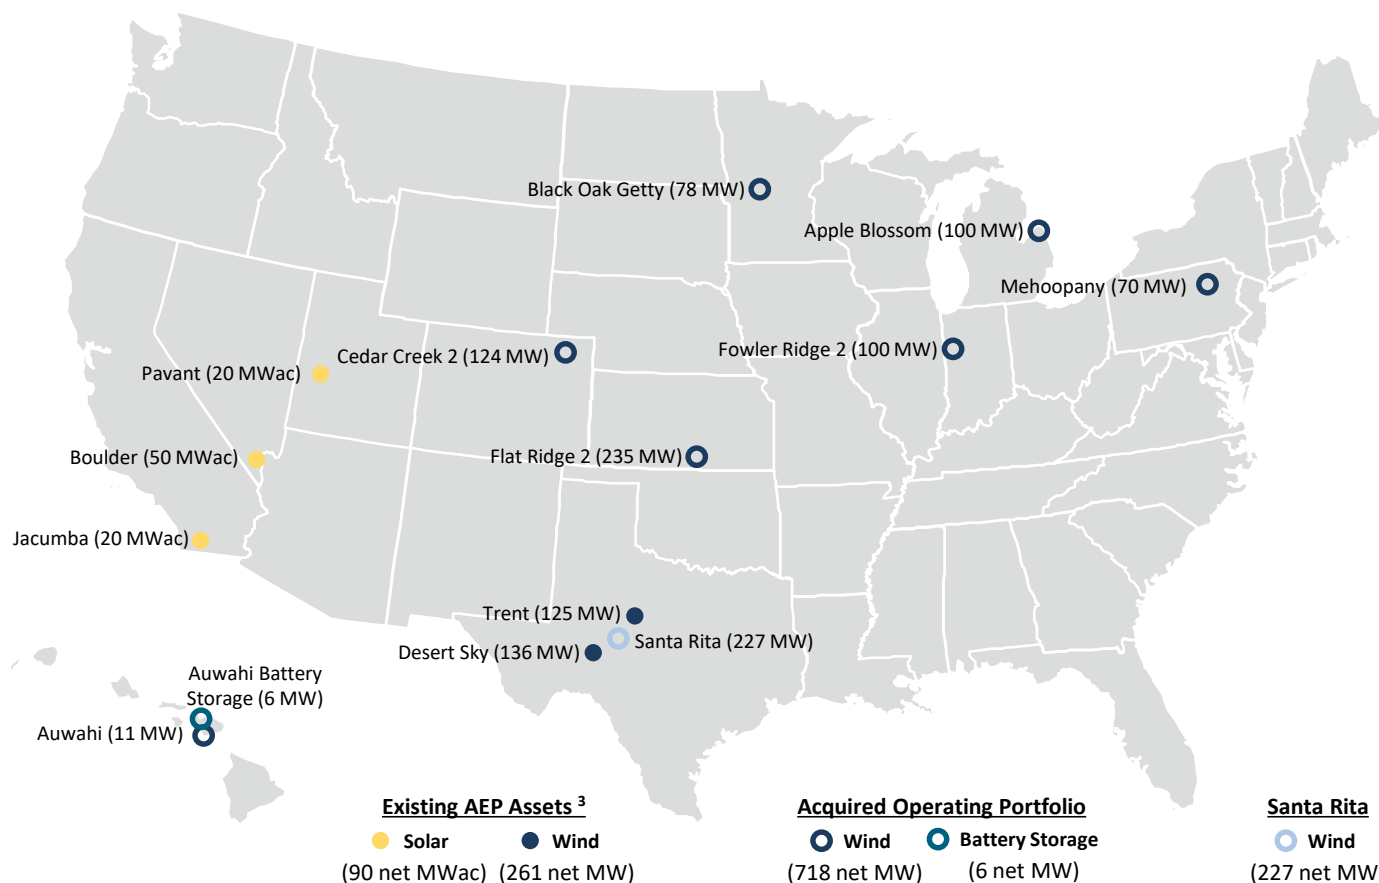 Black Oak Getty (78 MW)
Apple Blossom (100 MW)
Mehoopany (70 MW)
Cedar Creek 2 (124 MW)
Fowler Ridge 2 (100 MW)
Pavant (20 MWac)
Boulder (50 MWac)
Flat Ridge 2 (235 MW)
Jacumba (20 MWac)
Trent (125 MW)
Santa Rita (227 MW)
Desert Sky (136 MW)
Auwahi Battery
Storage (6 MW)
Auwahi (11 MW)
Existing AEP Assets ³
Solar
Wind
(90 net MWac)
(261 net MW)
Acquired Operating Portfolio
Wind
Battery Storage
(718 net MW)
(6 net MW)
Santa Rita
Wind
(227 net MW